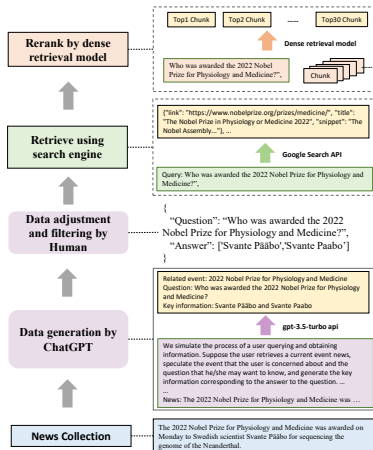 Top1 Chunk
Top2 Chunk
......
Top30 Chunk
Rerank by dense
retrieval model
Dense retrieval model
Who was awarded the 2022 Nobel
Prize for Physiology and Medicine?”,
Chunk
Retrieve using
search engine
{"link": "https://www.nobelprize.org/prizes/medicine/", "title":
"The Nobel Prize in Physiology or Medicine 2022", "snippet": "The
Nobel Assembly..."}, ...
Google Search API
Query: Who was awarded the 2022 Nobel Prize for Physiology and
Medicine?”,
Data adjustment
and filtering by
Human
{
“Question”: “Who was awarded the 2022
Nobel Prize for Physiology and Medicine?”,
“Answer”: ['Svante Pääbo','Svante Paabo']
}
Data generation by
ChatGPT
Related event: 2022 Nobel Prize for Physiology and Medicine
Question: Who was awarded the 2022 Nobel Prize for Physiology and
Medicine?
Key information: Svante Pääbo and Svante Paabo
gpt-3.5-turbo api
We simulate the process of a user querying and obtaining
information. Suppose the user retrieves a current event news,
speculate the event that the user is concerned about and the
question that he/she may want to know, and generate the key
information corresponding to the answer to the question. ...
...
News: The 2022 Nobel Prize for Physiology and Medicine was ...
News Collection
The 2022 Nobel Prize for Physiology and Medicine was awarded on
Monday to Swedish scientist Svante Pääbo for sequencing the
genome of the Neanderthal.